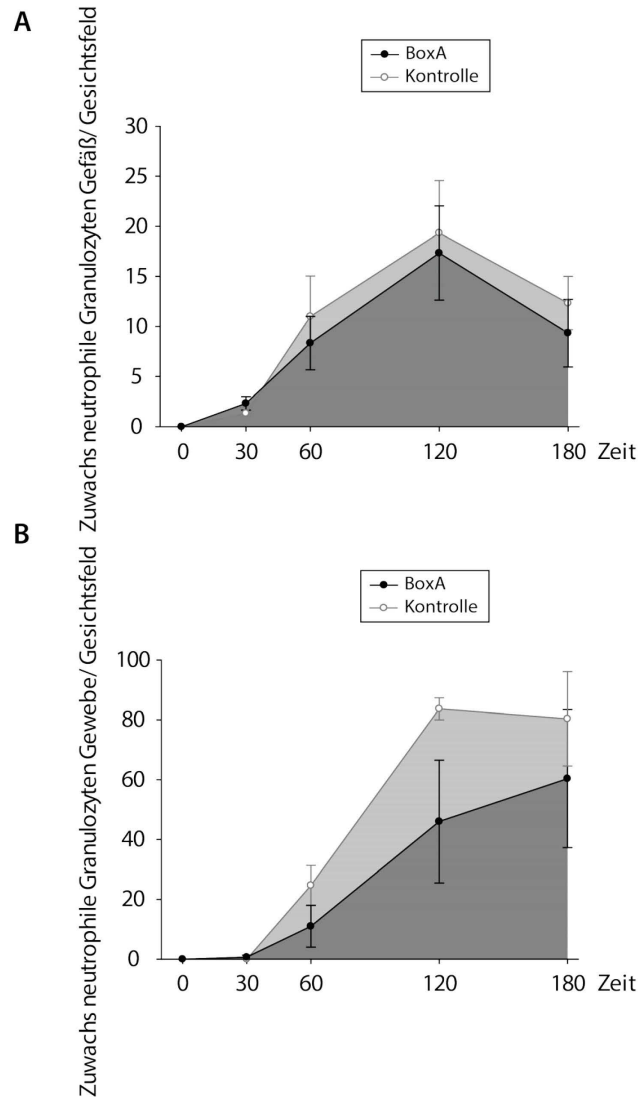 A
BoxA
Kontrolle
Zuwachs neutrophile Granulozyten Gefäß/ Gesichtsfeld
30
25
20
15
10
5
0
0 30 60 120 180 Zeit
B
BoxA
Kontrolle
Zuwachs neutrophile Granulozyten Gewebe/ Gesichtsfeld
100
80
60
40
20
0
0 30 60 120 180 Zeit